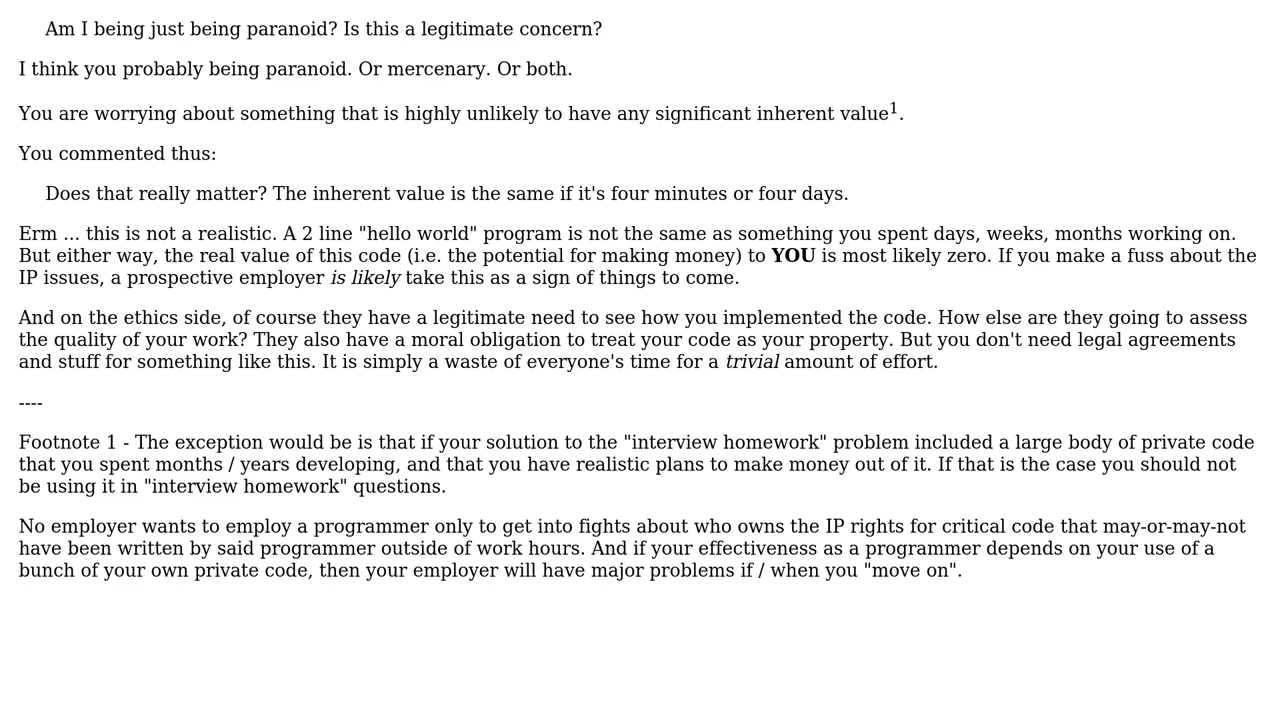 Am I being just being paranoid? Is this a legitimate concern?
I think you probably being paranoid. Or mercenary. Or both.
You are worrying about something that is highly unlikely to have any significant inherent value1.
You commented thus:
Does that really matter? The inherent value is the same if it's four minutes or four days.
Erm ... this is not a realistic. A 2 line "hello world" program is not the same as something you spent days, weeks, months working on.
But either way, the real value of this code (i.e. the potential for making money) to YOU is most likely zero. If you make a fuss about the
IP issues, a prospective employer is likely take this as a sign of things to come.
And on the ethics side, of course they have a legitimate need to see how you implemented the code. How else are they going to assess
the quality of your work? They also have a moral obligation to treat your code as your property. But you don't need legal agreements
and stuff for something like this. It is simply a waste of everyone's time for a trivial amount of effort.
----
Footnote 1 - The exception would be is that if your solution to the "interview homework" problem included a large body of private code
that you spent months / years developing, and that you have realistic plans to make money out of it. If that is the case you should not
be using it in "interview homework" questions.
No employer wants to employ a programmer only to get into fights about who owns the IP rights for critical code that may-or-may-not
have been written by said programmer outside of work hours. And if your effectiveness as a programmer depends on your use of a
bunch of your own private code, then your employer will have major problems if / when you "move on".